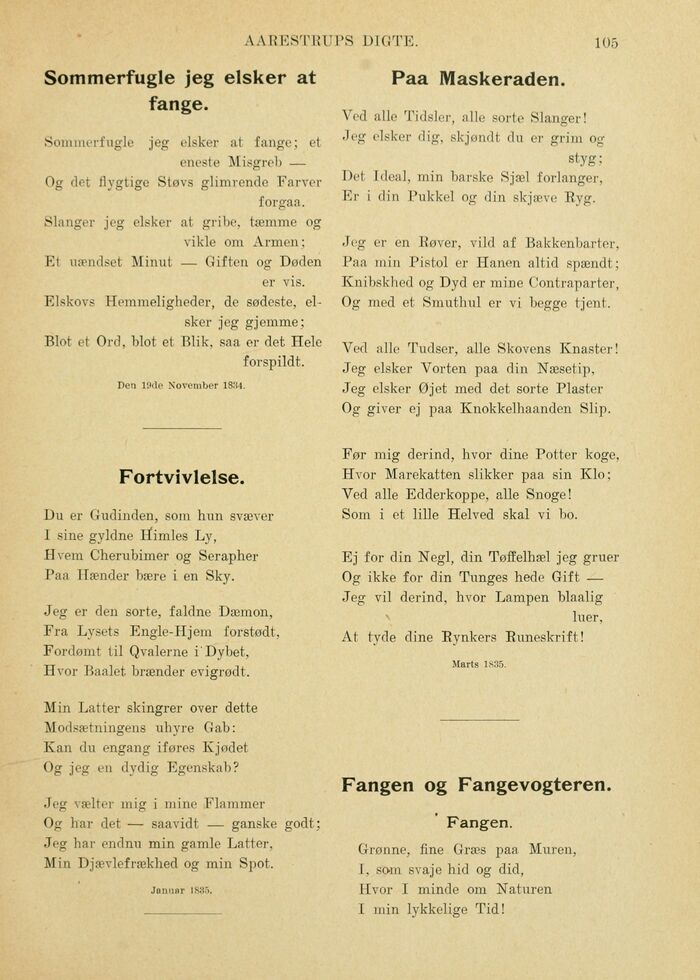 AARESTRUPS DIGTE.
105
Sommerfugle jeg elsker at
fange.
Sommerfugle jeg elsker at fange; et
eneste Misgreb —
Og det flygtige Støvs glimrende Farver
forgaa.
Slanger jeg elsker at gribe, tæmme og
vikle om Armen;
Et uændset Minut — Giften og Døden
er vis.
Elskovs Hemmeligheder, de sødeste, el-
sker jeg gjemme;
Blot et Ord, blot et Blik, saa er det Hele
forspildt.
Den 19de November 1834.
Fortvivlelse.
Du er Gudinden, som hun svæver
I sine gyldne Himles Ly,
Hvem Cherubimer og Serapher
Paa Hænder bære i en Sky.
Jeg er den sorte, faldne Dæmon,
Fra Lysets Engle-Hjem forstødt,
Fordømt til Qvalerne i Dybet,
Hvor Baalet brænder evigrødt.
Min Latter skingrer over dette
Modsætningens uhyre Gab:
Kan du engang iføres Kjødet
Og jeg en dydig Egenskab?
Jeg vælter mig i mine Flammer
Og har det — saavidt — ganske godt;
Jeg har endnu min gamle Latter,
Min Djævlefrækhed og min Spot.
Januar 1835.
Paa Maskeraden.
Ved alle Tidsler, alle sorte Slanger!
Jeg elsker dig, skjøndt du er grim og
styg;
Det Ideal, min barske Sjæl forlanger,
Er i din Pukkel og din skjæve Ryg.
Jeg er en Røver, vild af Bakkenbarter,
Paa min Pistol er Hanen altid spændt;
Knibskhed og Dyd er mine Contraparter,
Og med et Smuthul er vi begge tjent.
Ved alle Tudser, alle Skovens Knaster!
Jeg elsker Vorten paa din Næsetip,
Jeg elsker Øjet med det sorte Plaster
Og giver ej paa Knokkelhaanden Slip.
Før mig derind, hvor dine Potter koge,
Hvor Marekatten slikker paa sin Klo;
Ved alle Edderkoppe, alle Snoge!
Som i et lille Helved skal vi bo.
Ej for din Negl, din Tøffelhæl jeg gruer
Og ikke for din Tunges hede Gift —
Jeg vil derind, hvor Lampen blaalig
luer,
At tyde dine Rynkers Runeskrift!
Marts 1835.
Fangen og Fangevogteren.
Fangen.
Grønne, fine Græs paa Muren,
I, som svaje hid og did,
Hvor I minde om Naturen
I min lykkelige Tid!